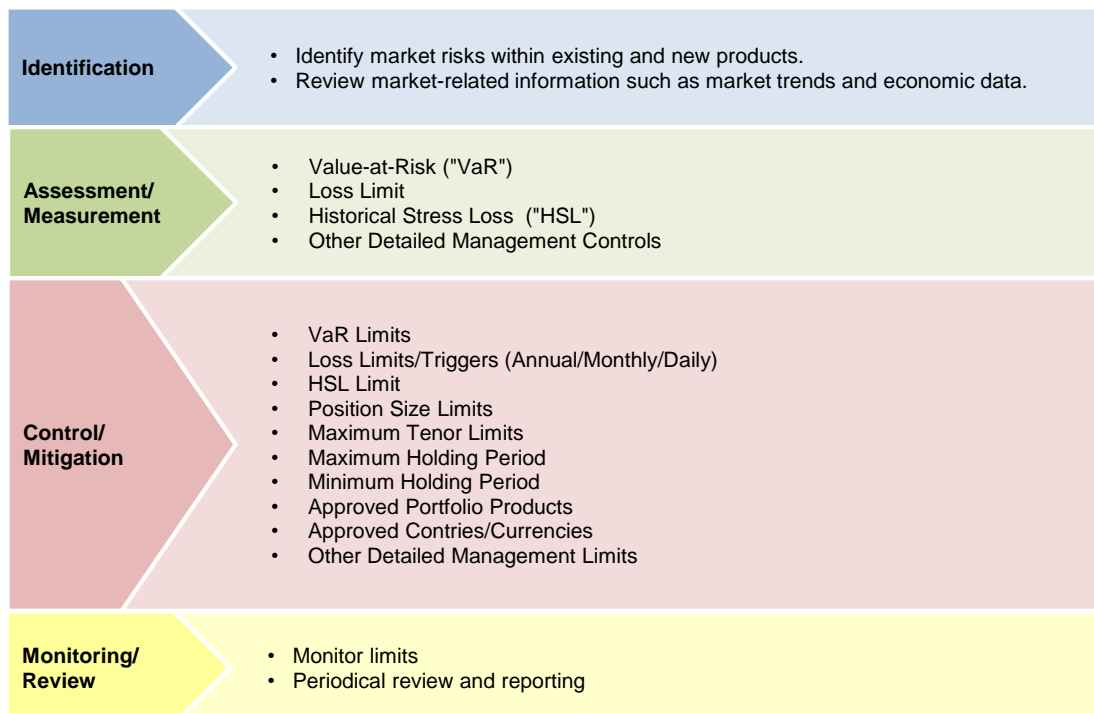 Identification
• Identify market risks within existing and new products.
• Review market-related information such as market trends and economic data.
Assessment/
Measurement
• Value-at-Risk ("VaR")
• Loss Limit
• Historical Stress Loss ("HSL")
• Other Detailed Management Controls
Control/
Mitigation
• VaR Limits
• Loss Limits/Triggers (Annual/Monthly/Daily)
• HSL Limit
• Position Size Limits
• Maximum Tenor Limits
• Maximum Holding Period
• Minimum Holding Period
• Approved Portfolio Products
• Approved Contries/Currencies
• Other Detailed Management Limits
Monitoring/
Review
• Monitor limits
• Periodical review and reporting